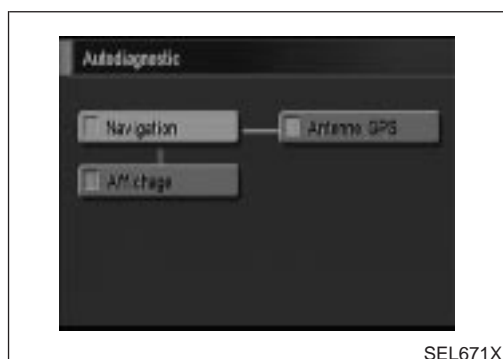 Autodiagnostic
Navigation
Antenne GPS
Affichage
SEL671X